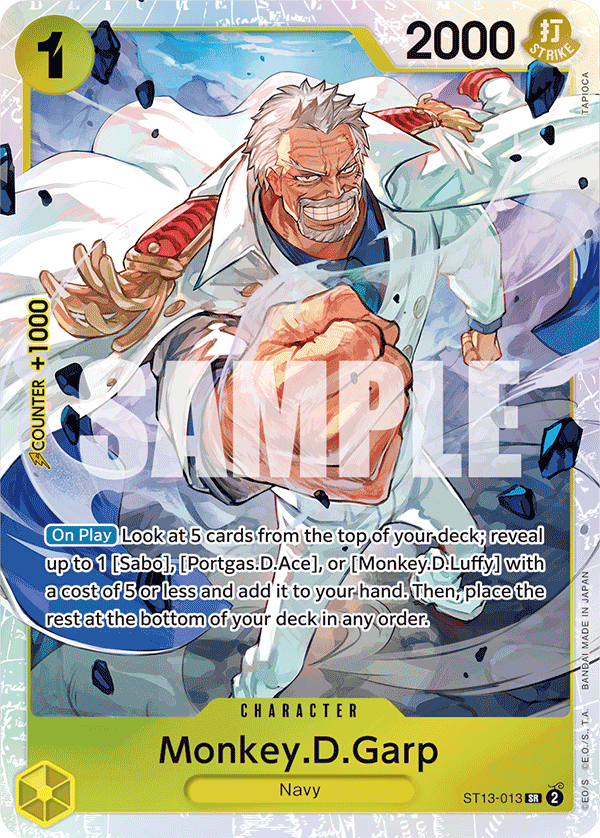 1
2000
打
STRIKE
TAPIOCA
COUNTER +1000
SAMPLE
On Play Look at 5 cards from the top of your deck; reveal
up to 1 [Sabo], [Portgas.D.Ace], or [Monkey.D.Luffy] with
a cost of 5 or less and add it to your hand. Then, place the
rest at the bottom of your deck in any order.
©E.O./S., T.A. BANDAI MADE IN JAPAN
CHARACTER
Monkey.D.Garp
Navy
©EO/S
ST13-013 SR 2